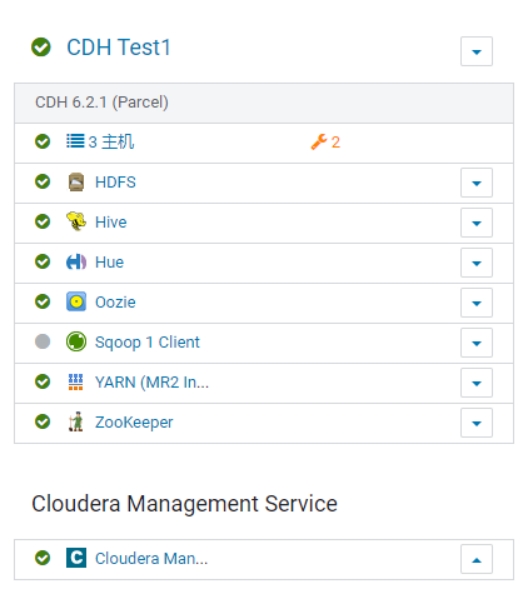 CDH Test1
CDH 6.2.1 (Parcel)
3 主机 2
HDFS
Hive
Hue
Oozie
Sqoop 1 Client
YARN (MR2 In...
ZooKeeper
Cloudera Management Service
C Cloudera Man...